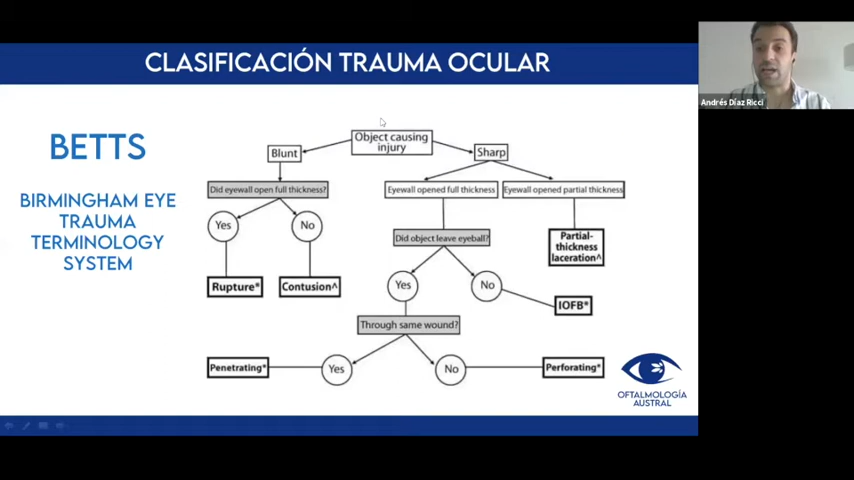 CLASIFICACIÓN TRAUMA OCULAR
Andrés Díaz Ricci
BETTS
BIRMINGHAM EYE
TRAUMA
TERMINOLOGY
SYSTEM
Object causing
injury
Blunt
Sharp
Did eyewall open full thickness?
Eyewall opened full thickness
Eyewall opened partial thickness
Yes
No
Did object leave eyeball?
Partial-
thickness
laceration^
Rupture*
Contusion^
Yes
No
IOFB*
Through same wound?
Penetrating*
Yes
No
Perforating*
OFTALMOLOGÍA
AUSTRAL